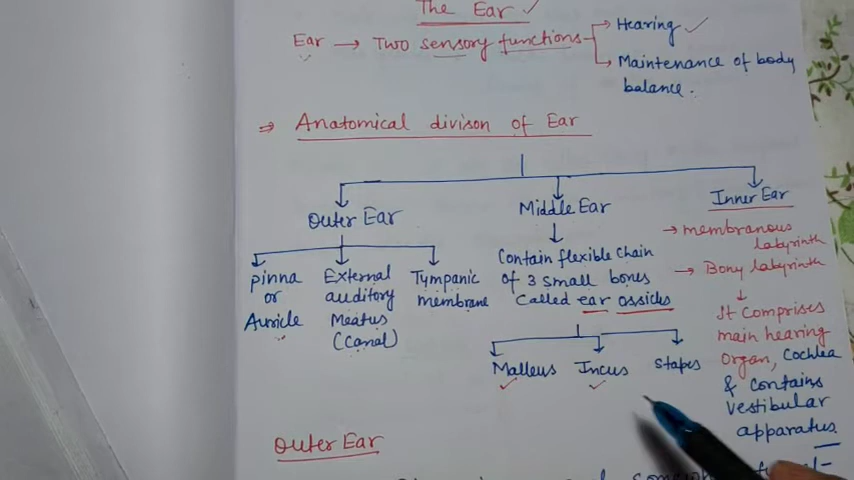 The Ear
Ear → Two sensory functions
Hearing
Maintenance of body
balance.
⇒ Anatomical divison of Ear
Outer Ear
pinna
or
Auricle
External
auditory
Meatus
(canal)
Tympanic
membrane
Middle Ear
Contain flexible chain
of 3 small bones
called ear ossicles
Malleus
Incus
stapes
Inner Ear
→ membranous
labyrinth
→ Bony labyrinth
It comprises
main hearing
Organ, Cochlea
& contains
vestibular
apparatus.
Outer Ear